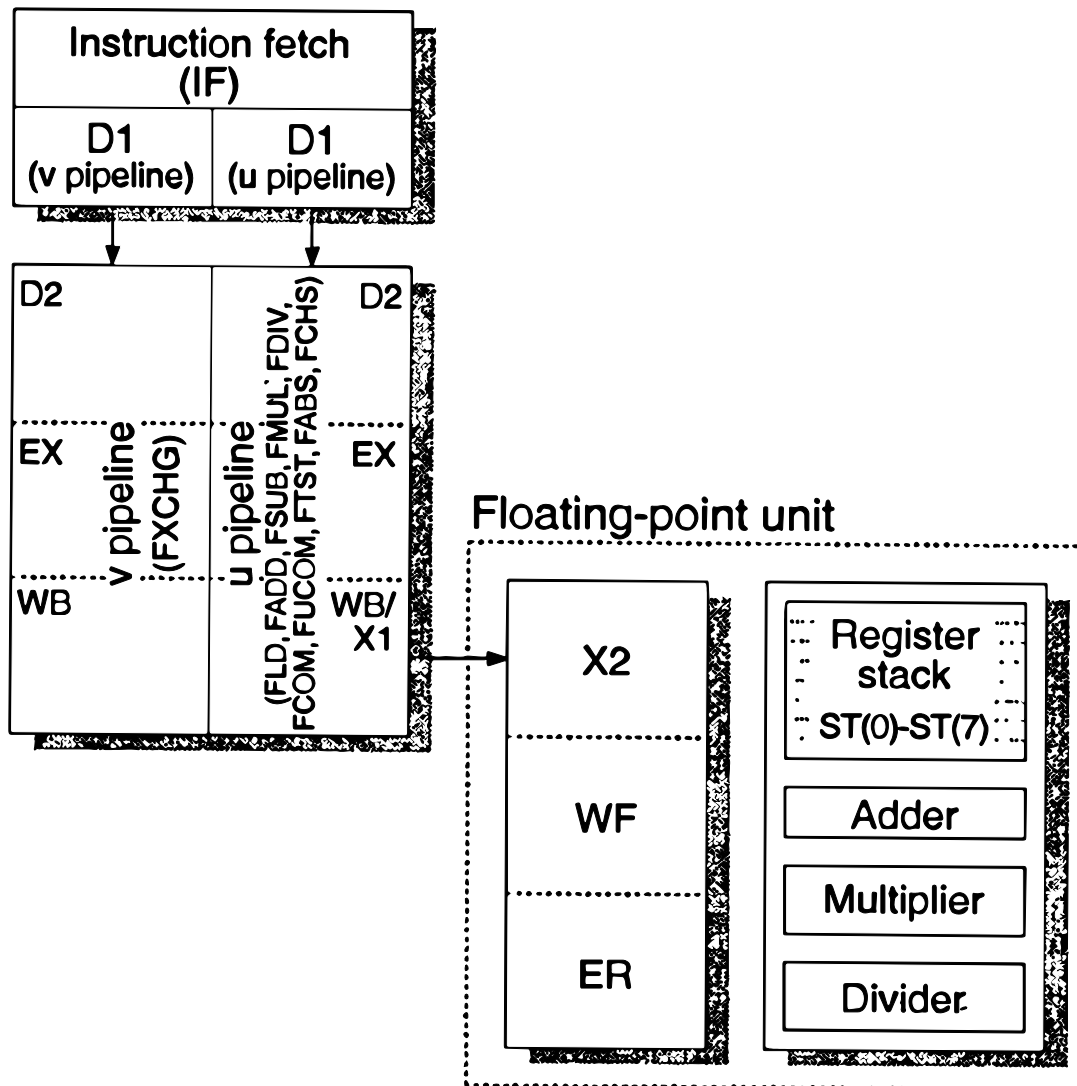 Instruction fetch
(IF)
D1
(v pipeline)
D1
(u pipeline)
D2
EX
WB
v pipeline
(FXCHG)
u pipeline
(FLD, FADD, FSUB, FMUL, FDIV,
FCOM, FUCOM, FTST, FABS, FCHS)
D2
EX
WB/
X1
Floating-point unit
X2
WF
ER
Register
stack
ST(0)-ST(7)
Adder
Multiplier
Divider